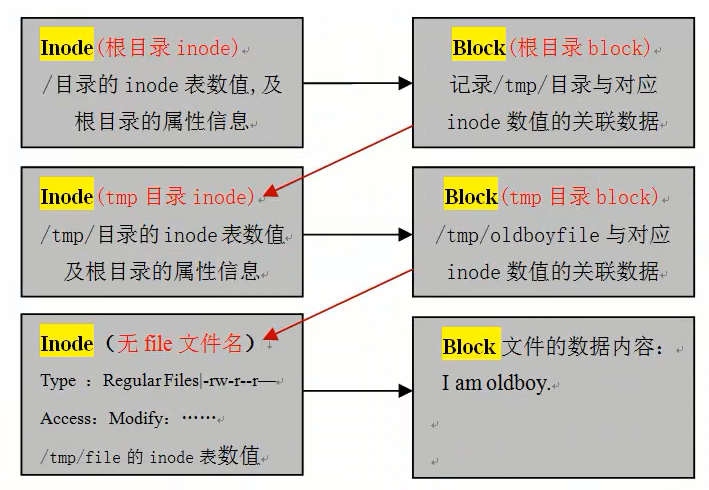 Inode(根目录 inode)
/目录的 inode 表数值,及
根目录的属性信息
Block(根目录 block)
记录/tmp/目录与对应
inode 数值的关联数据
Inode(tmp 目录 inode)
/tmp/目录的 inode 表数值
及根目录的属性信息
Block(tmp 目录 block)
/tmp/oldboyfile 与对应
inode 数值的关联数据
Inode（无 file 文件名）
Type ：Regular Files|-rw-r--r—
Access：Modify：……
/tmp/file 的 inode 表数值
Block 文件的数据内容：
I am oldboy.